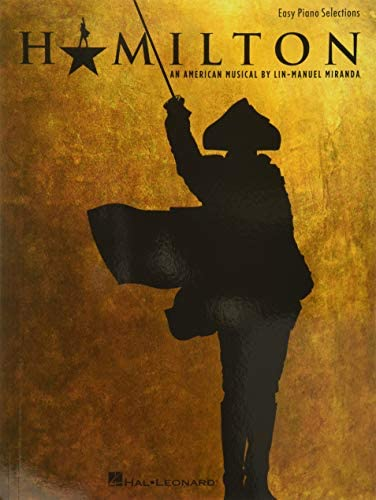 Easy Piano Selections
HAMILTON
AN AMERICAN MUSICAL BY LIN-MANUEL MIRANDA
HAL•LEONARD®